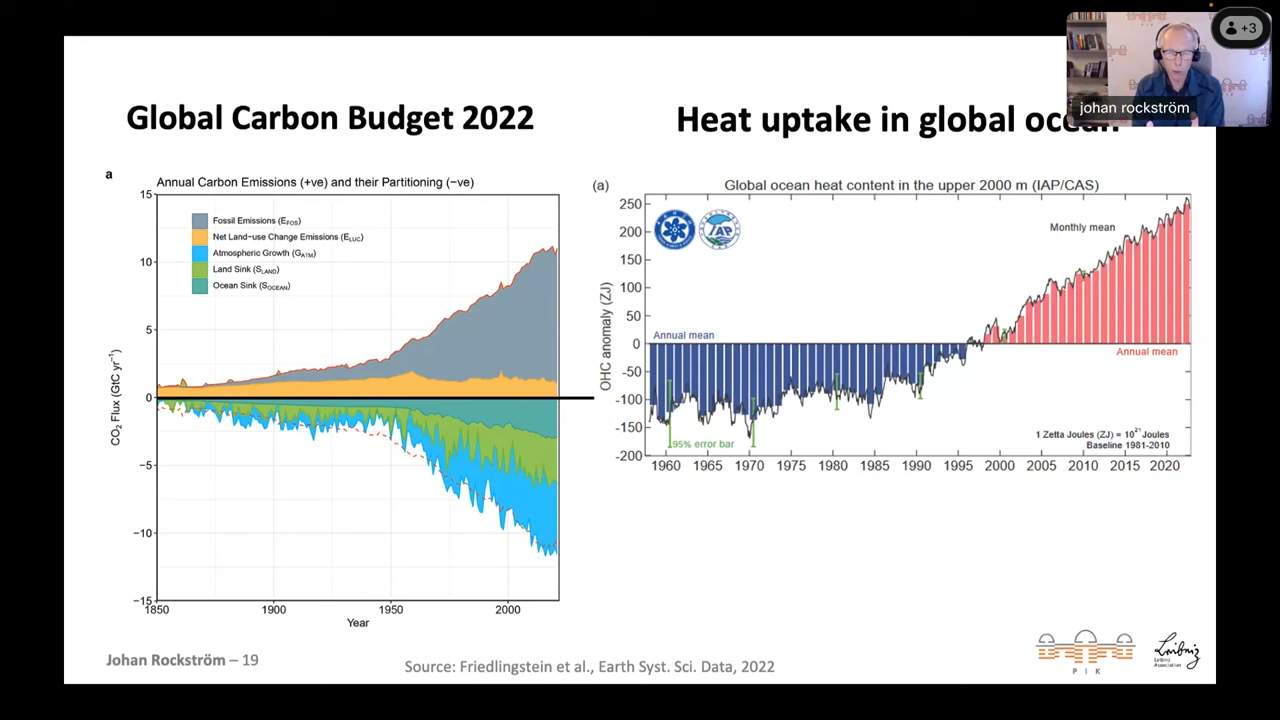 +3
johan rockström
Global Carbon Budget 2022
Heat uptake in global ocean
a
Annual Carbon Emissions (+ve) and their Partitioning (−ve)
15
10
5
0
−5
−10
−15
CO₂ Flux (GtC yr⁻¹)
Fossil Emissions (E_FOS)
Net Land-use Change Emissions (E_LUC)
Atmospheric Growth (G_ATM)
Land Sink (S_LAND)
Ocean Sink (S_OCEAN)
1850 1900 1950 2000
Year
(a)
Global ocean heat content in the upper 2000 m (IAP/CAS)
250
200
150
100
50
0
-50
-100
-150
-200
OHC anomaly (ZJ)
IAP
Monthly mean
Annual mean
Annual mean
95% error bar
1 Zetta Joules (ZJ) = 10²¹ Joules
Baseline 1981-2010
1960 1965 1970 1975 1980 1985 1990 1995 2000 2005 2010 2015 2020
Johan Rockström – 19
Source: Friedlingstein et al., Earth Syst. Sci. Data, 2022
P I K
Leibniz
Leibniz
Association